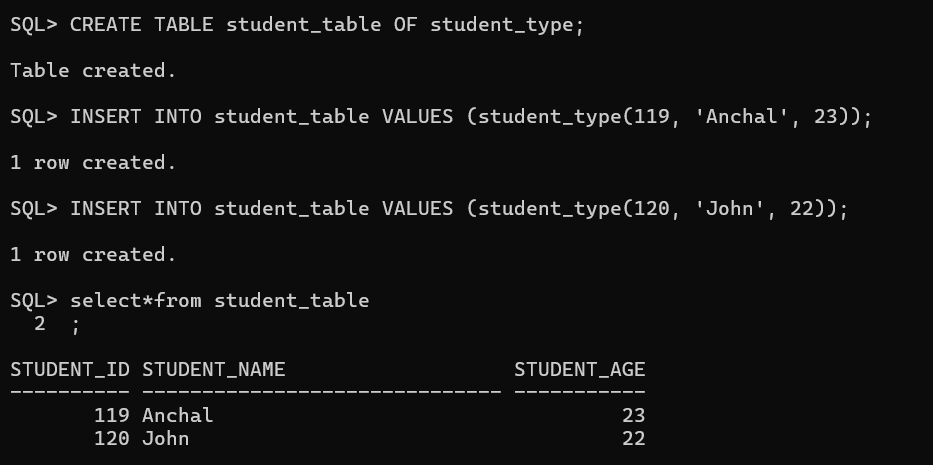 SQL> CREATE TABLE student_table OF student_type;
Table created.
SQL> INSERT INTO student_table VALUES (student_type(119, 'Anchal', 23));
1 row created.
SQL> INSERT INTO student_table VALUES (student_type(120, 'John', 22));
1 row created.
SQL> select*from student_table
  2  ;
STUDENT_ID STUDENT_NAME                   STUDENT_AGE
---------- ------------------------------ -----------
       119 Anchal                                  23
       120 John                                    22